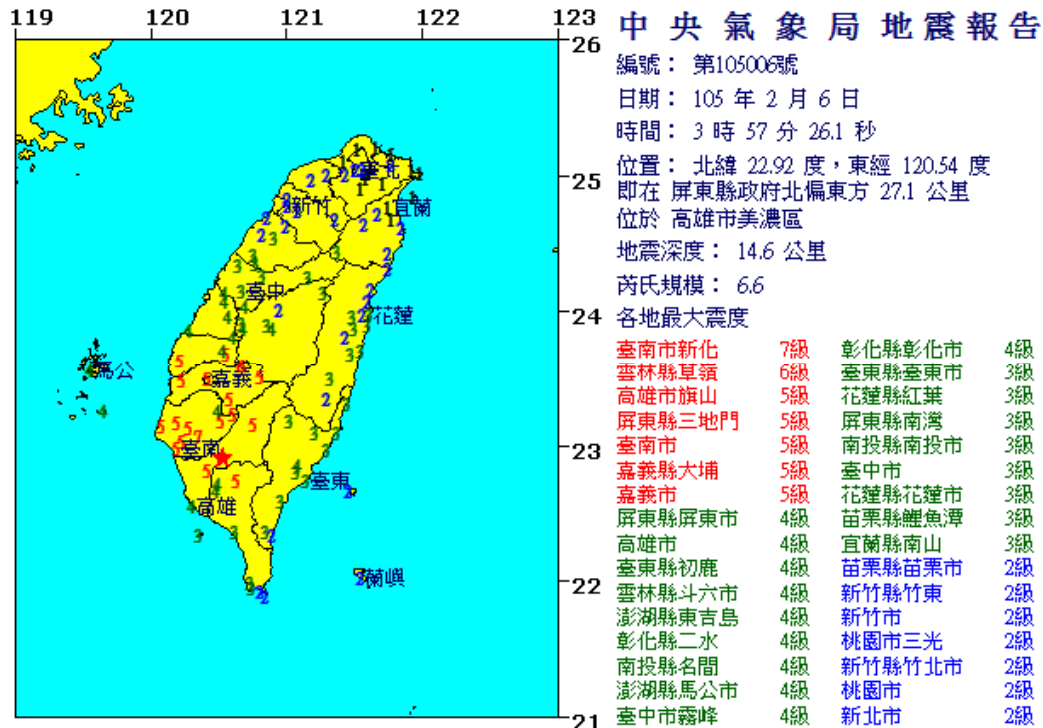 119 120 121 122 123
中央氣象局地震報告
編號： 第105006號
日期： 105 年 2 月 6 日
時間： 3 時 57 分 26.1 秒
位置： 北緯 22.92 度，東經 120.54 度
即在 屏東縣政府北偏東方 27.1 公里
位於 高雄市美濃區
地震深度： 14.6 公里
芮氏規模： 6.6
各地最大震度
臺南市新化 7級 彰化縣彰化市 4級
雲林縣草嶺 6級 臺東縣臺東市 3級
高雄市旗山 5級 花蓮縣紅葉 3級
屏東縣三地門 5級 屏東縣南灣 3級
臺南市 5級 南投縣南投市 3級
嘉義縣大埔 5級 臺中市 3級
嘉義市 5級 花蓮縣花蓮市 3級
屏東縣屏東市 4級 苗栗縣鯉魚潭 3級
高雄市 4級 宜蘭縣南山 3級
臺東縣初鹿 4級 苗栗縣苗栗市 2級
雲林縣斗六市 4級 新竹縣竹東 2級
澎湖縣東吉島 4級 新竹市 2級
彰化縣二水 4級 桃園市三光 2級
南投縣名間 4級 新竹縣竹北市 2級
澎湖縣馬公市 4級 桃園市 2級
臺中市霧峰 4級 新北市 2級
26
25
24
23
22
21
臺北
新竹
宜蘭
臺中
花蓮
馬公
嘉義
臺南
臺東
高雄
蘭嶼